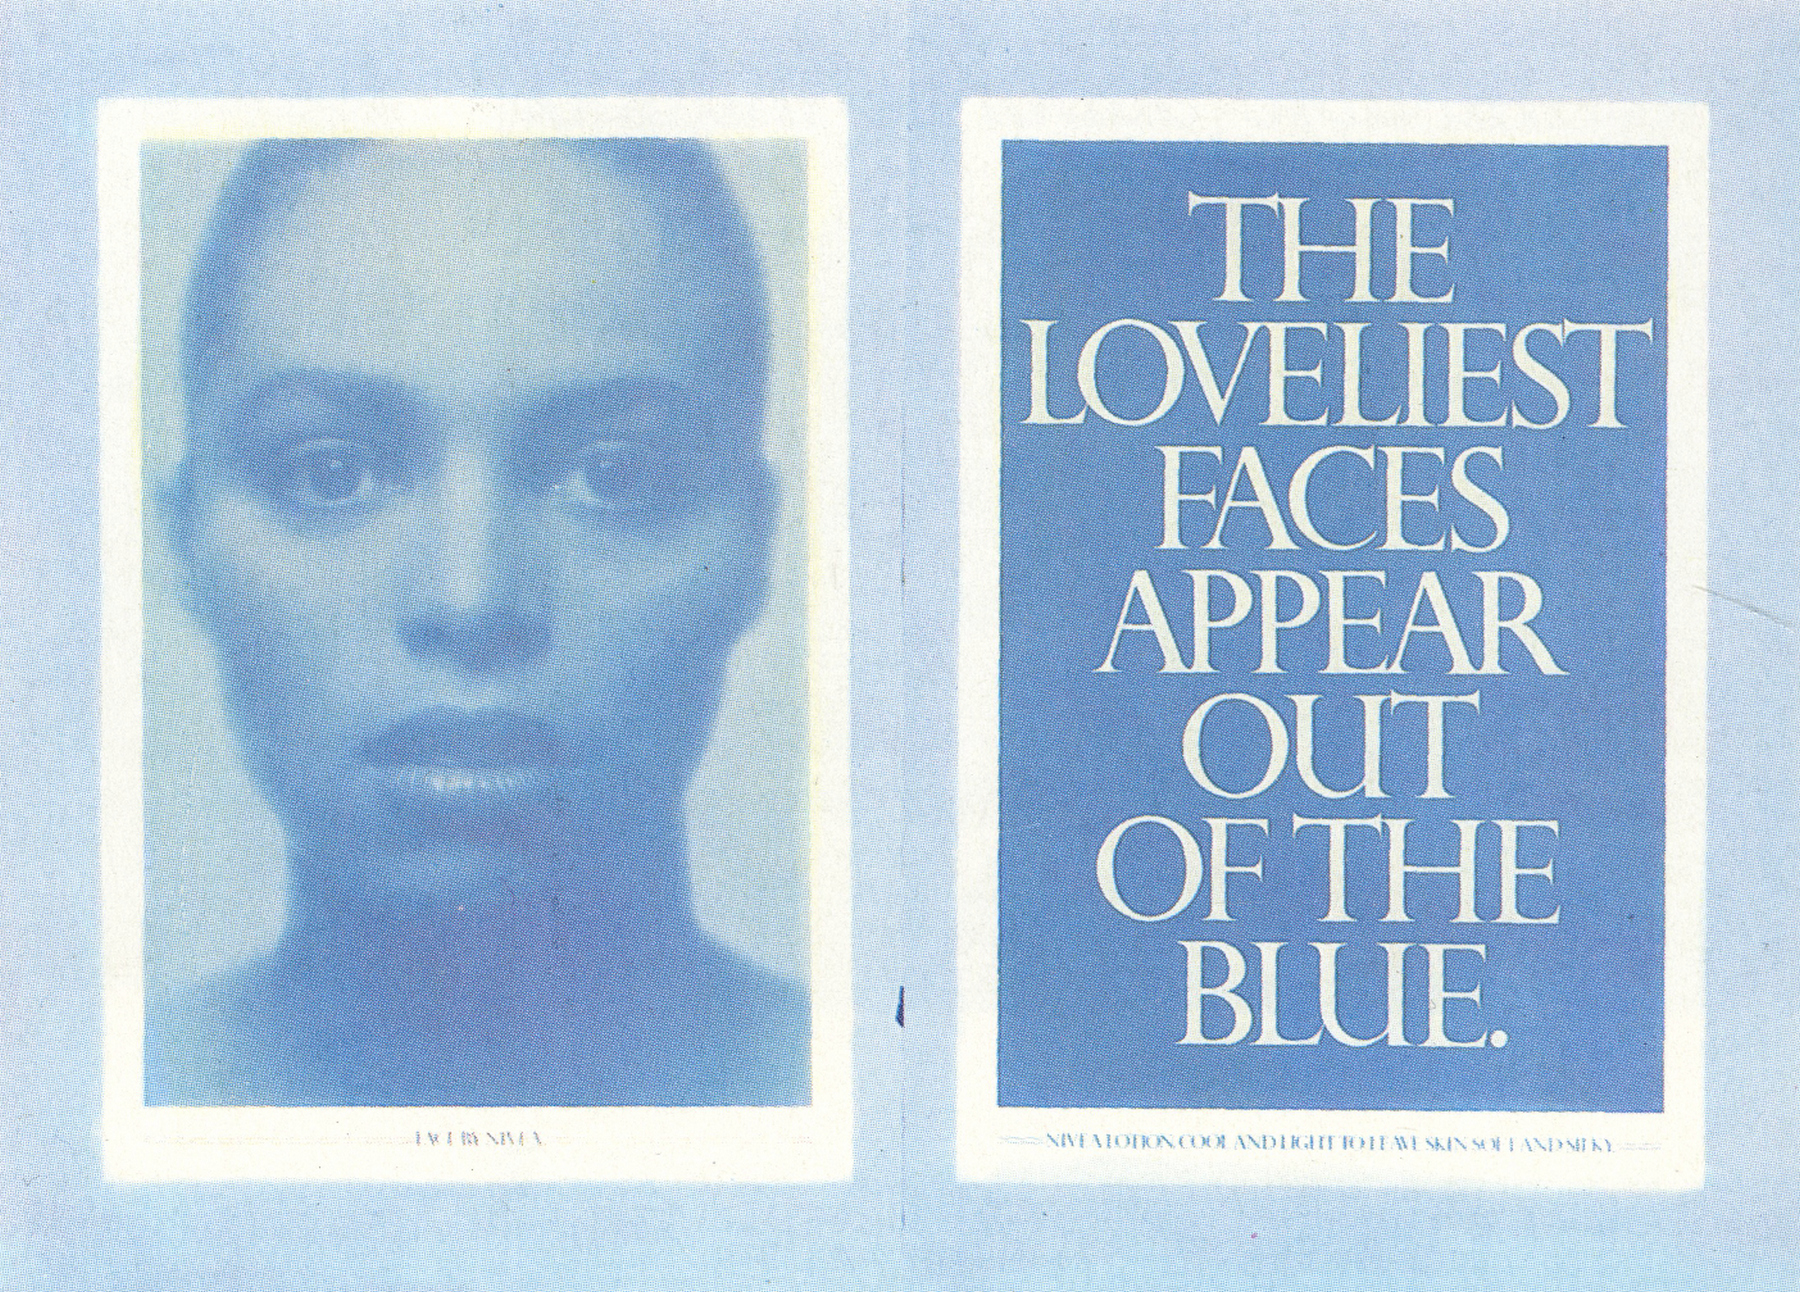 FACE BY NIVEA
THE
LOVELIEST
FACES
APPEAR
OUT
OF THE
BLUE.
NIVEA LOTION. COOL AND LIGHT TO LEAVE SKIN SOFT AND SILKY.